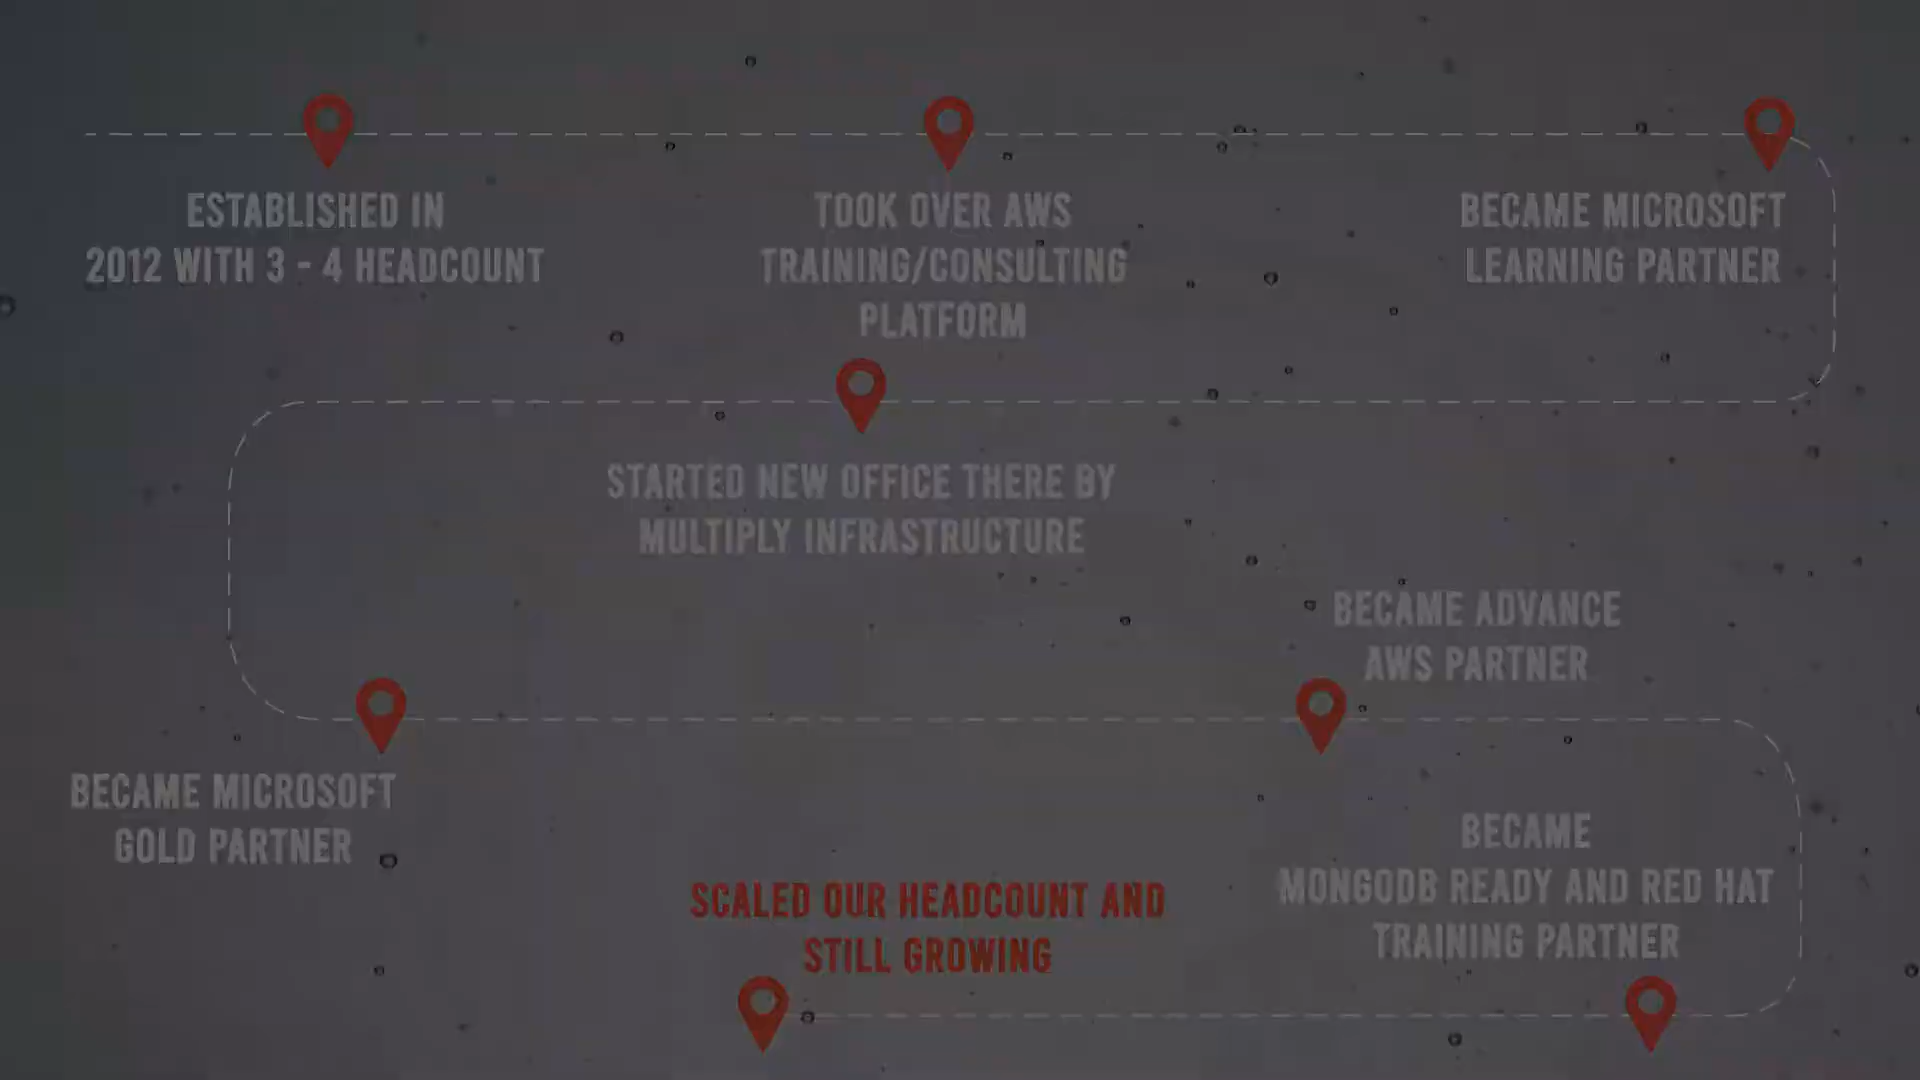 ESTABLISHED IN
2012 WITH 3 - 4 HEADCOUNT
TOOK OVER AWS
TRAINING/CONSULTING
PLATFORM
BECAME MICROSOFT
LEARNING PARTNER
STARTED NEW OFFICE THERE BY
MULTIPLY INFRASTRUCTURE
BECAME MICROSOFT
GOLD PARTNER
BECAME ADVANCE
AWS PARTNER
BECAME
MONGODB READY AND RED HAT
TRAINING PARTNER
SCALED OUR HEADCOUNT AND
STILL GROWING